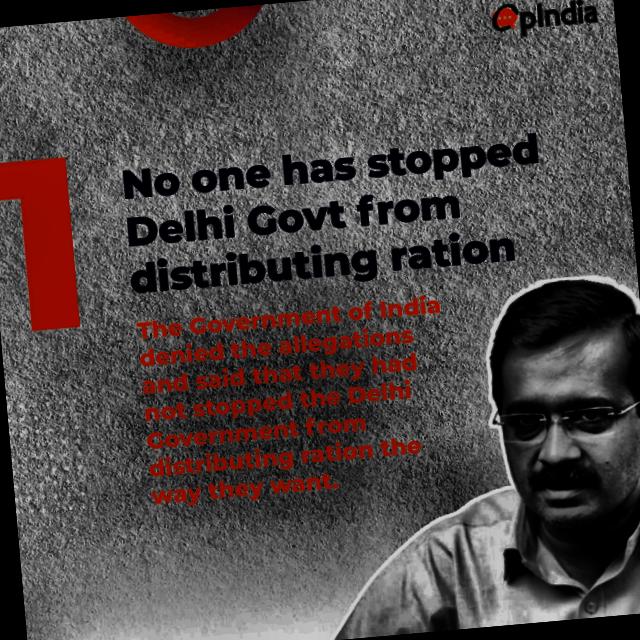 OpIndia
1
No one has stopped
Delhi Govt from
distributing ration
The Government of India
denied the allegations
and said that they had
not stopped the Delhi
Government from
distributing ration the
way they want.